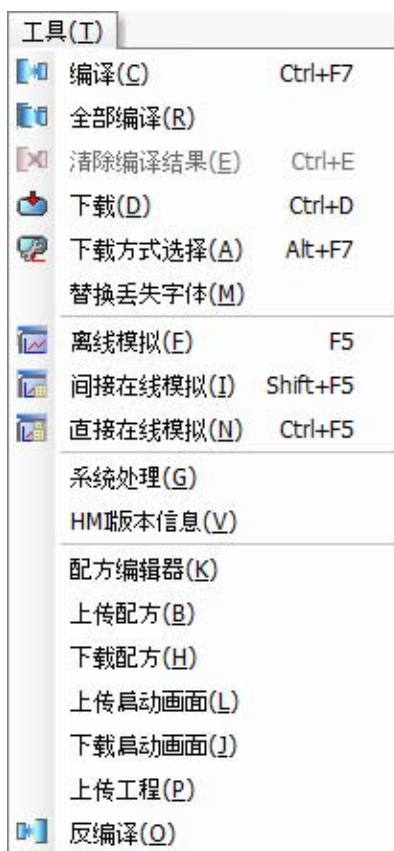 工具(T)
编译(C) Ctrl+F7
全部编译(R)
清除编译结果(E) Ctrl+E
下载(D) Ctrl+D
下载方式选择(A) Alt+F7
替换丢失字体(M)
离线模拟(F) F5
间接在线模拟(I) Shift+F5
直接在线模拟(N) Ctrl+F5
系统处理(G)
HMI版本信息(V)
配方编辑器(K)
上传配方(B)
下载配方(H)
上传启动画面(L)
下载启动画面(J)
上传工程(P)
反编译(O)